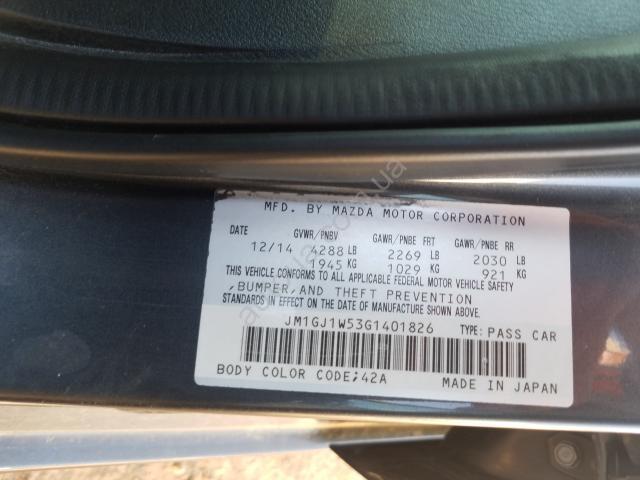 MFD. BY MAZDA MOTOR CORPORATION
DATE GVWR/PNBV GAWR/PNBE FRT GAWR/PNBE RR
12/14 4288 LB 2269 LB 2030 LB
1945 KG 1029 KG 921 KG
THIS VEHICLE CONFORMS TO ALL APPLICABLE FEDERAL MOTOR VEHICLE SAFETY
,BUMPER,AND THEFT PREVENTION
STANDARDS IN EFFECT ON THE DATE OF MANUFACTURE SHOWN ABOVE.
JM1GJ1W53G1401826 TYPE: PASS CAR
BODY COLOR CODE;42A MADE IN JAPAN